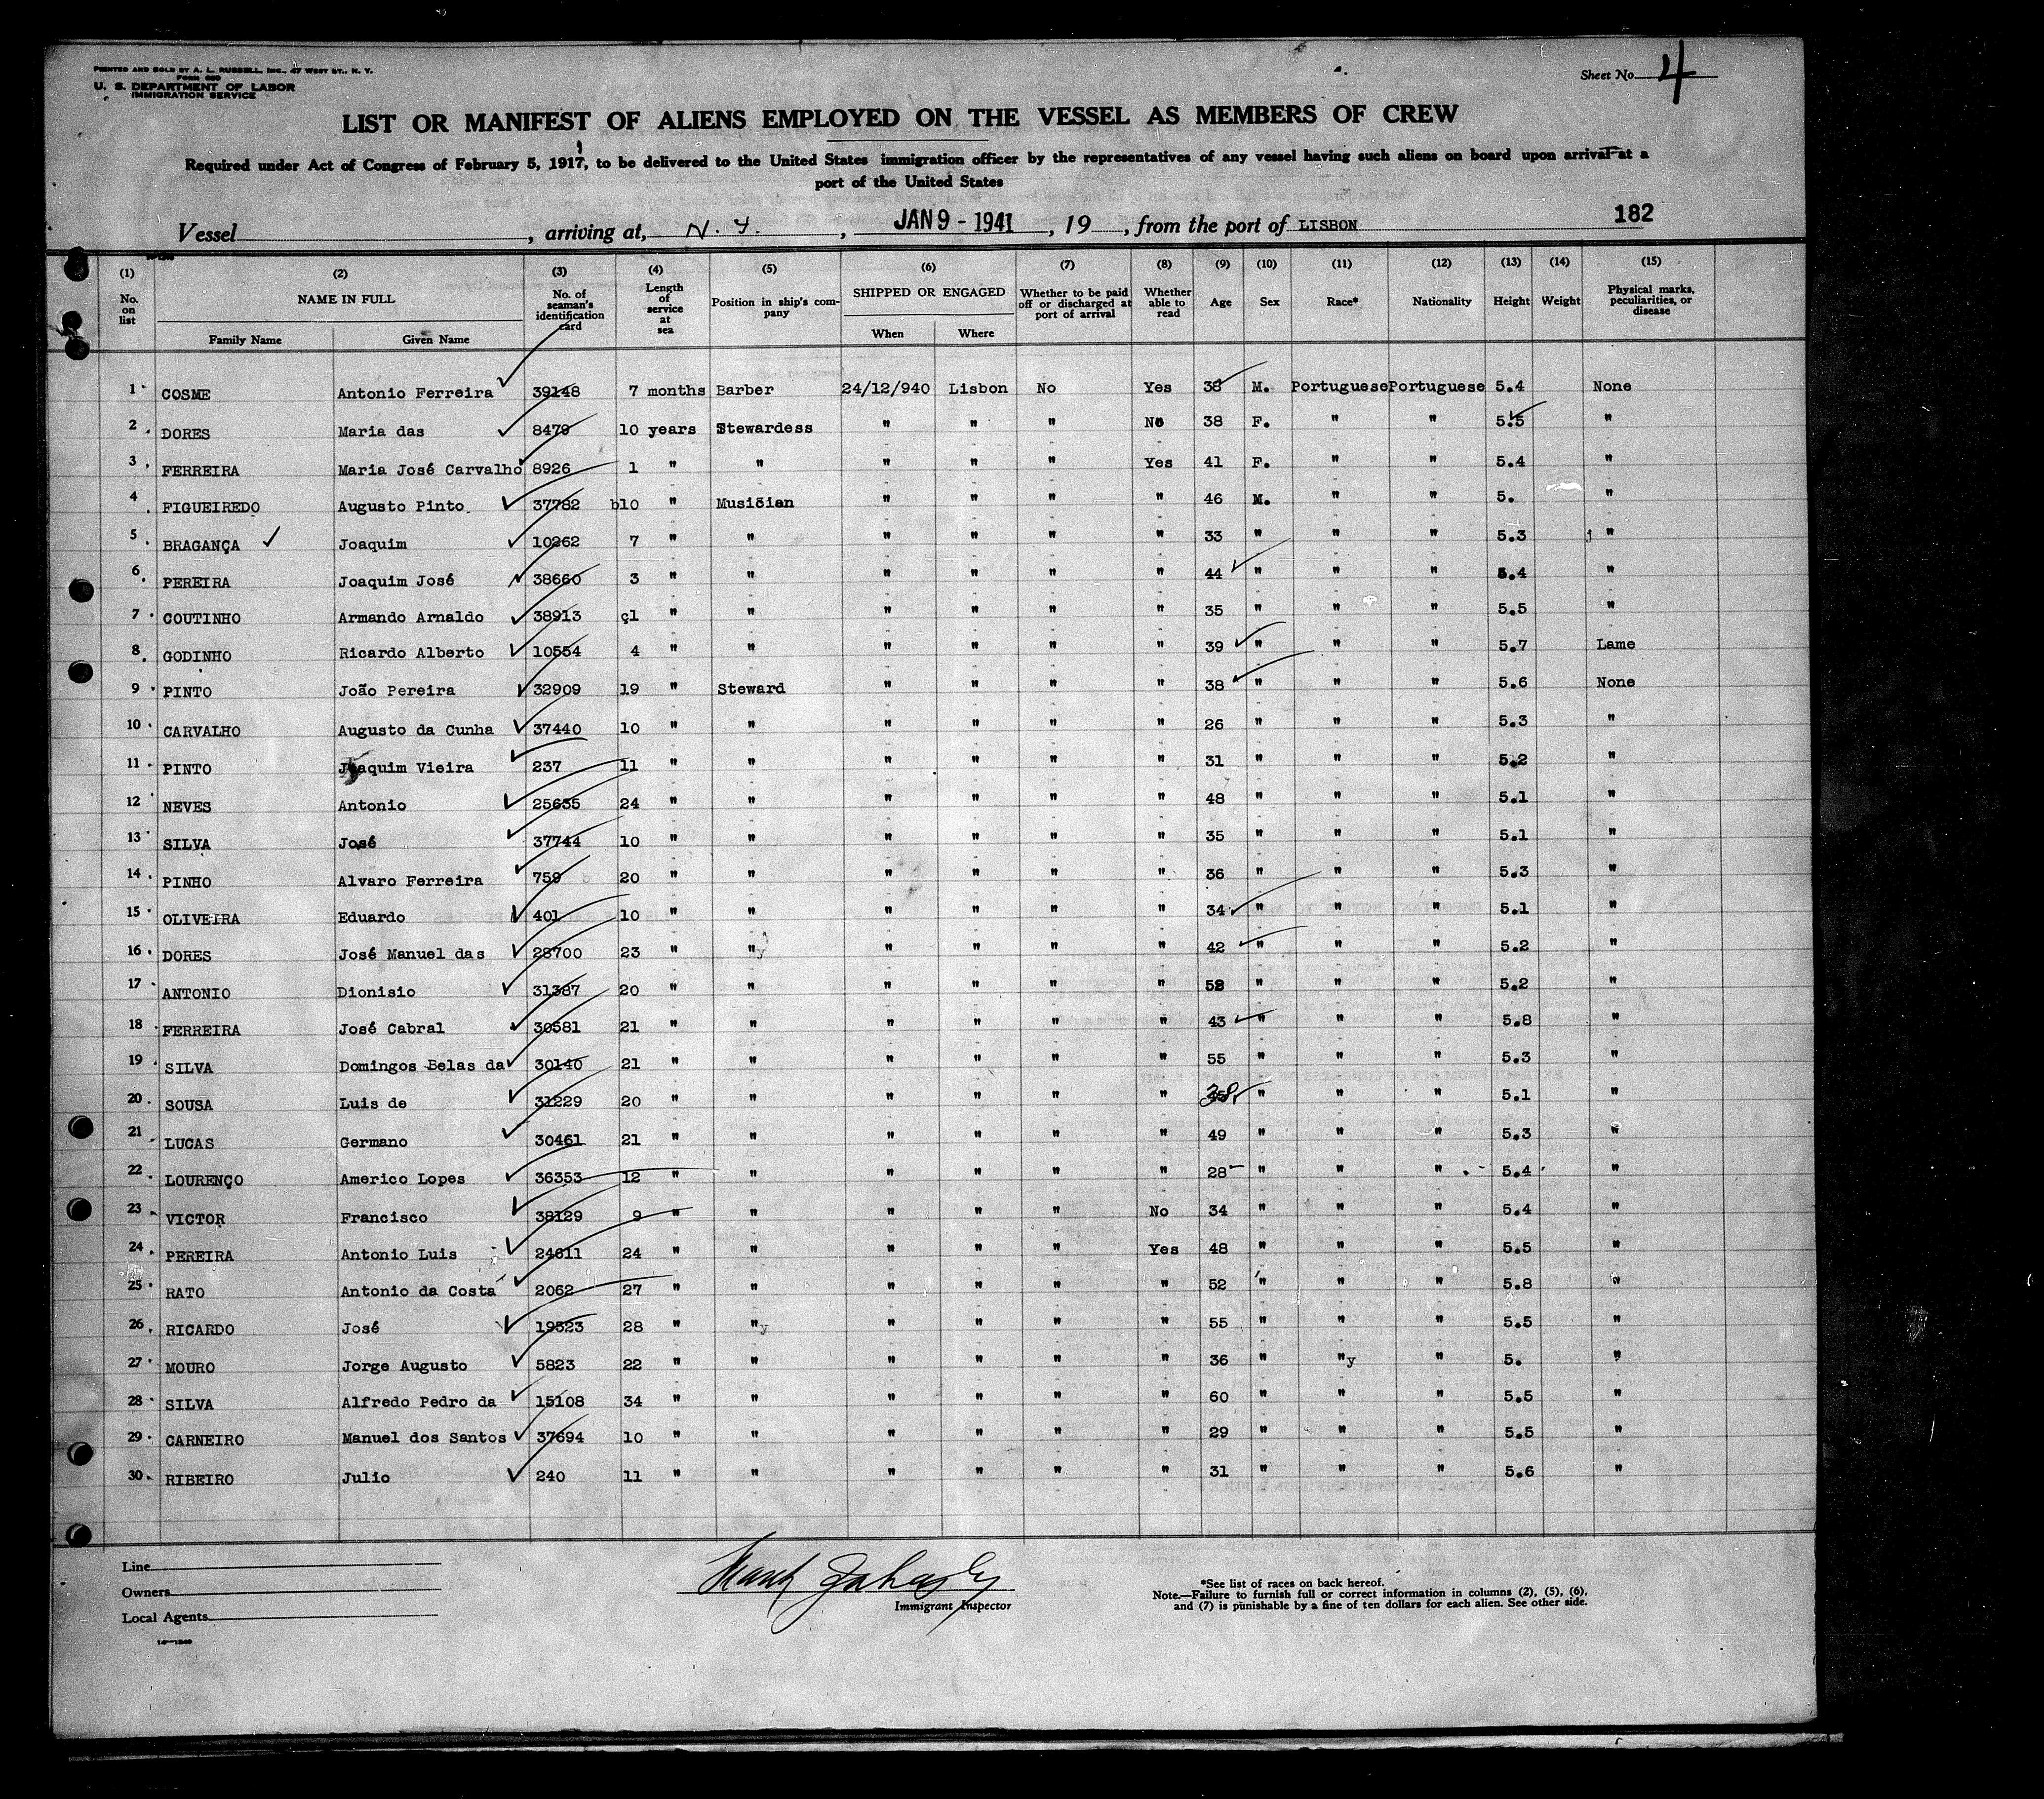 PRINTED AND SOLD BY A. L. RUSSELL, INC., 47 WEST ST., N. Y.
Form 680
U. S. DEPARTMENT OF LABOR
IMMIGRATION SERVICE
Sheet No. 4
LIST OR MANIFEST OF ALIENS EMPLOYED ON THE VESSEL AS MEMBERS OF CREW
Required under Act of Congress of February 5, 1917, to be delivered to the United States immigration officer by the representatives of any vessel having such aliens on board upon arrival at a
port of the United States
182
Vessel , arriving at, N. Y. , JAN 9 - 1941 , 19 , from the port of LISBON
(1) (2) (3) (4) (5) (6) (7) (8) (9) (10) (11) (12) (13) (14) (15)
No. on list NAME IN FULL Family Name Given Name No. of seaman's identification card Length of service at sea Position in ship's company SHIPPED OR ENGAGED When Where Whether to be paid off or discharged at port of arrival Whether able to read Age Sex Race* Nationality Height Weight Physical marks, peculiarities, or disease
1 COSME Antonio Ferreira 39148 7 months Barber 24/12/940 Lisbon No Yes 38 M. Portuguese Portuguese 5.4 None
2 DORES Maria das 8479 10 years Stewardess " " " No 38 F. " " 5.5 "
3 FERREIRA Maria José Carvalho 8926 1 " " " " " Yes 41 F. " " 5.4 "
4 FIGUEIREDO Augusto Pinto 37782 b10 " Musician " " " " 46 M. " " 5. "
5 BRAGANÇA Joaquim 10262 7 " " " " " " 33 " " " 5.3 "
6 PEREIRA Joaquim José 38660 3 " " " " " " 44 " " " 5.4 "
7 COUTINHO Armando Arnaldo 38913 ç1 " " " " " " 35 " " " 5.5 "
8 GODINHO Ricardo Alberto 10554 4 " " " " " " 39 " " " 5.7 Lame
9 PINTO João Pereira 32909 19 " Steward " " " " 38 " " " 5.6 None
10 CARVALHO Augusto da Cunha 37440 10 " " " " " " 26 " " " 5.3 "
11 PINTO Joaquim Vieira 237 11 " " " " " " 31 " " " 5.2 "
12 NEVES Antonio 25635 24 " " " " " " 48 " " " 5.1 "
13 SILVA José 37744 10 " " " " " " 35 " " " 5.1 "
14 PINHO Alvaro Ferreira 759 20 " " " " " " 36 " " " 5.3 "
15 OLIVEIRA Eduardo 401 10 " " " " " " 34 " " " 5.1 "
16 DORES José Manuel das 28700 23 " "y " " " " 42 " " " 5.2 "
17 ANTONIO Dionisio 31387 20 " " " " " " " " " 5.2 "
18 FERREIRA José Cabral 30581 21 " " " " " " 43 " " " 5.8 "
19 SILVA Domingos Belas da 30140 21 " " " " " " 55 " " " 5.3 "
20 SOUSA Luis de 31229 20 " " " " " " 38 " " " 5.1 "
21 LUCAS Germano 30461 21 " " " " " " 49 " " " 5.3 "
22 LOURENÇO Americo Lopes 36353 12 " " " " " " 28 " " " 5.4 "
23 VICTOR Francisco 38129 9 " " " " " No 34 " " " 5.4 "
24 PEREIRA Antonio Luis 24611 24 " " " " " Yes 48 " " " 5.5 "
25 RATO Antonio da Costa 2062 27 " " " " " " 52 " " " 5.8 "
26 RICARDO José 19523 28 " "y " " " " 55 " " " 5.5 "
27 MOURO Jorge Augusto 5823 22 " " " " " " 36 " "y " 5. "
28 SILVA Alfredo Pedro da 15108 34 " " " " " " 60 " " " 5.5 "
29 CARNEIRO Manuel dos Santos 37694 10 " " " " " " 29 " " " 5.5 "
30 RIBEIRO Julio 240 11 " " " " " " 31 " " " 5.6 "
Line
Owners
Local Agents
Immigrant Inspector
*See list of races on back hereof.
Note.—Failure to furnish full or correct information in columns (2), (5), (6),
and (7) is punishable by a fine of ten dollars for each alien. See other side.